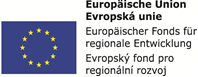 Europäische Union
Evropská unie
Europäischer Fonds für
regionale Entwicklung
Evropský fond pro
regionální rozvoj